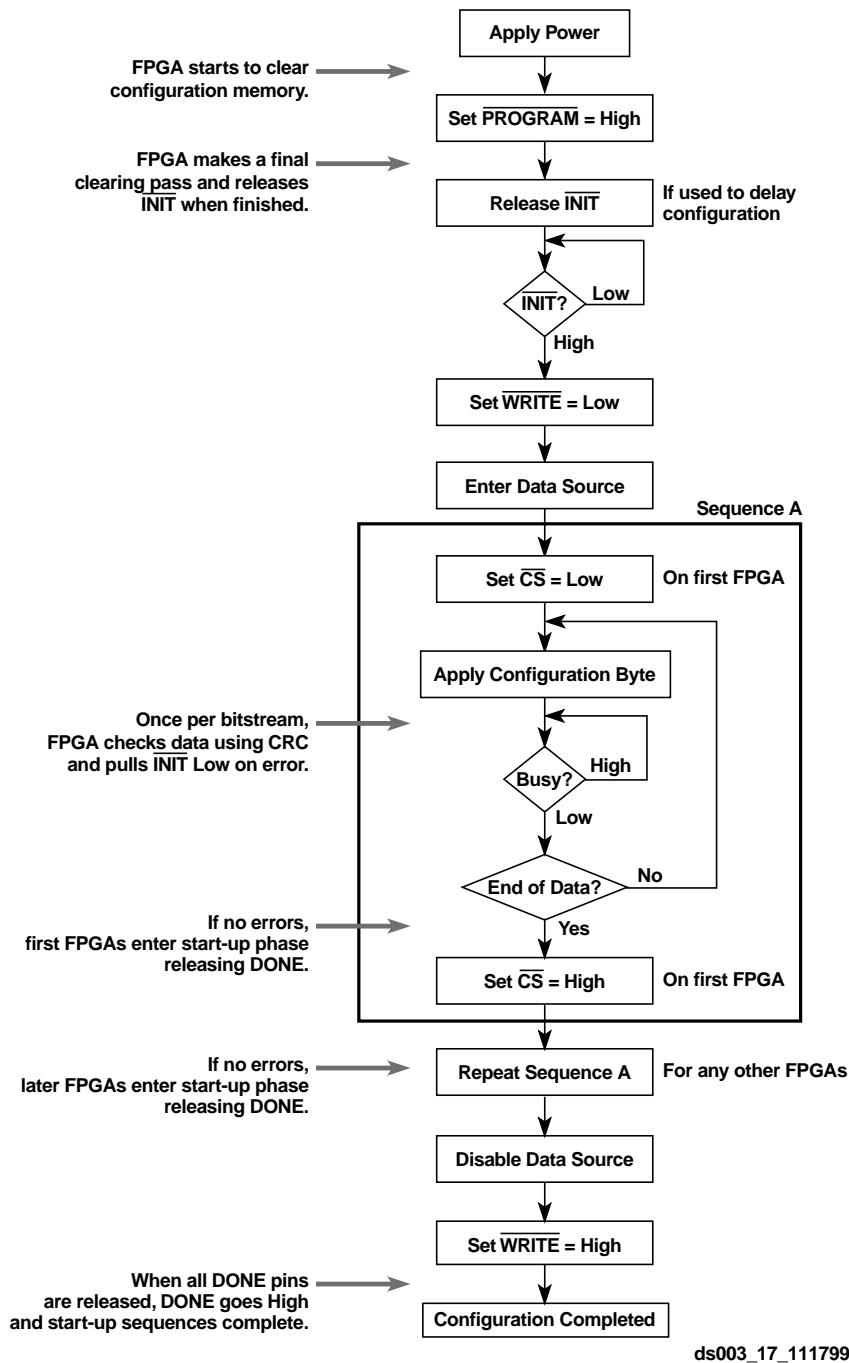 Apply Power
FPGA starts to clear
configuration memory.
Set PROGRAM = High
FPGA makes a final
clearing pass and releases
INIT when finished.
Release INIT
If used to delay
configuration
INIT?
Low
High
Set WRITE = Low
Enter Data Source
Sequence A
Set CS = Low
On first FPGA
Apply Configuration Byte
Once per bitstream,
FPGA checks data using CRC
and pulls INIT Low on error.
Busy?
High
Low
End of Data?
No
Yes
If no errors,
first FPGAs enter start-up phase
releasing DONE.
Set CS = High
On first FPGA
If no errors,
later FPGAs enter start-up phase
releasing DONE.
Repeat Sequence A
For any other FPGAs
Disable Data Source
Set WRITE = High
When all DONE pins
are released, DONE goes High
and start-up sequences complete.
Configuration Completed
ds003_17_111799